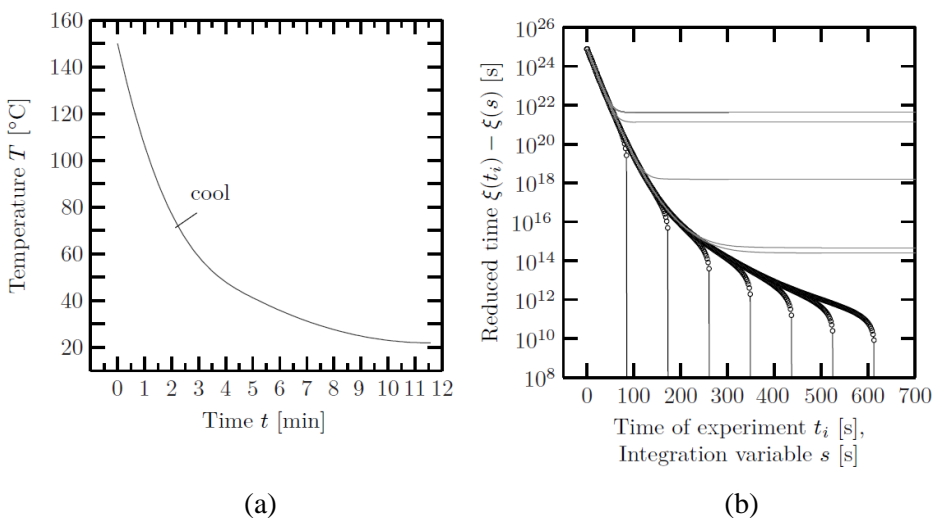 160
140
120
100
80
60
40
20
Temperature T [°C]
cool
0 1 2 3 4 5 6 7 8 9 10 11 12
Time t [min]
(a)
10^26
10^24
10^22
10^20
10^18
10^16
10^14
10^12
10^10
10^8
Reduced time ξ(t_i) − ξ(s) [s]
0 100 200 300 400 500 600 700
Time of experiment t_i [s],
Integration variable s [s]
(b)